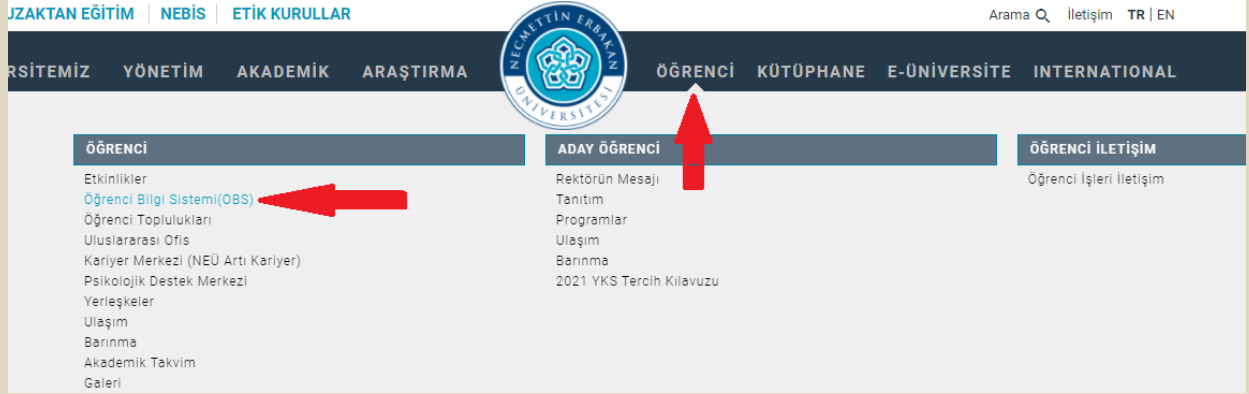 UZAKTAN EĞİTİM | NEBİS | ETİK KURULLAR
Arama İletişim TR | EN
YÖNETİM AKADEMİK ARAŞTIRMA
NECMETTİN ERBAKAN ÜNİVERSİTESİ
ÖĞRENCİ KÜTÜPHANE E-ÜNİVERSİTE INTERNATIONAL
ÖĞRENCİ
Etkinlikler
Öğrenci Bilgi Sistemi(OBS)
Öğrenci Toplulukları
Uluslararası Ofis
Kariyer Merkezi (NEÜ Artı Kariyer)
Psikolojik Destek Merkezi
Yerleşkeler
Ulaşım
Barınma
Akademik Takvim
Galeri
ADAY ÖĞRENCİ
Rektörün Mesajı
Tanıtım
Programlar
Ulaşım
Barınma
2021 YKS Tercih Kılavuzu
ÖĞRENCİ İLETİŞİM
Öğrenci İşleri İletişim